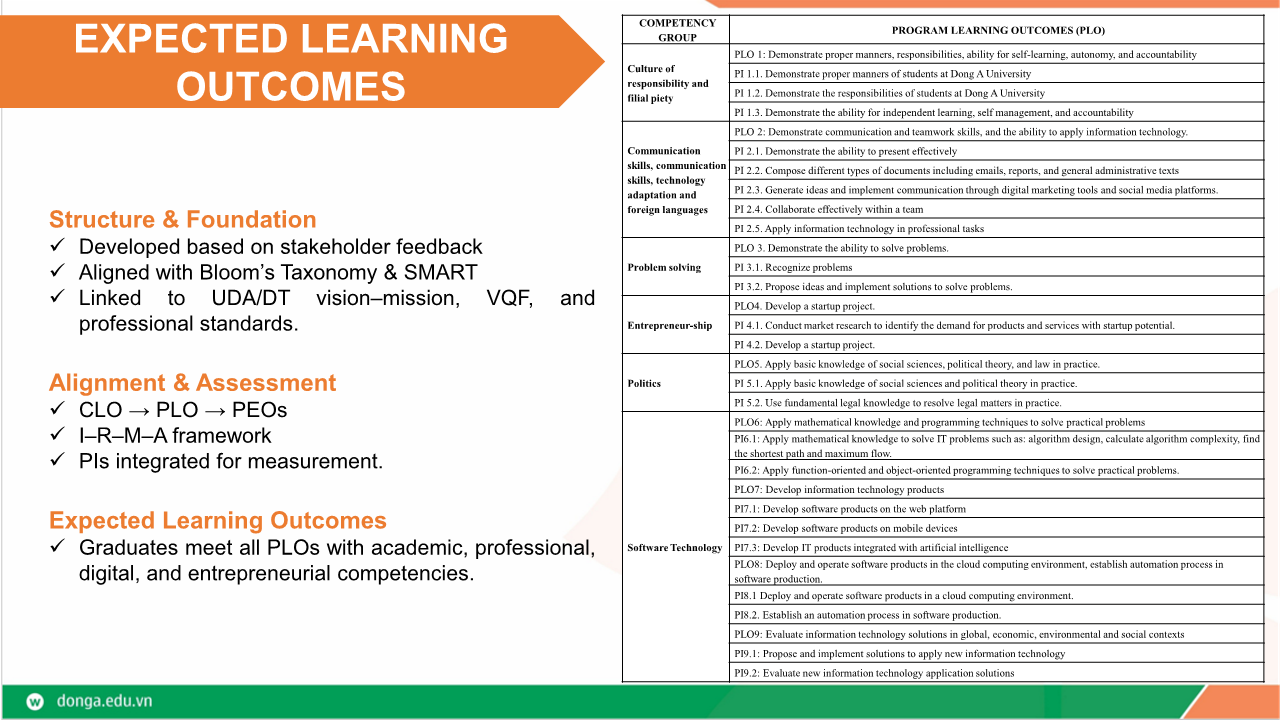 EXPECTED LEARNING
OUTCOMES
Structure & Foundation
✓ Developed based on stakeholder feedback
✓ Aligned with Bloom’s Taxonomy & SMART
✓ Linked to UDA/DT vision–mission, VQF, and
professional standards.
Alignment & Assessment
✓ CLO → PLO → PEOs
✓ I–R–M–A framework
✓ PIs integrated for measurement.
Expected Learning Outcomes
✓ Graduates meet all PLOs with academic, professional,
digital, and entrepreneurial competencies.
COMPETENCY
GROUP
PROGRAM LEARNING OUTCOMES (PLO)
Culture of
responsibility and
filial piety
PLO 1: Demonstrate proper manners, responsibilities, ability for self-learning, autonomy, and accountability
PI 1.1. Demonstrate proper manners of students at Dong A University
PI 1.2. Demonstrate the responsibilities of students at Dong A University
PI 1.3. Demonstrate the ability for independent learning, self management, and accountability
Communication
skills, communication
skills, technology
adaptation and
foreign languages
PLO 2: Demonstrate communication and teamwork skills, and the ability to apply information technology.
PI 2.1. Demonstrate the ability to present effectively
PI 2.2. Compose different types of documents including emails, reports, and general administrative texts
PI 2.3. Generate ideas and implement communication through digital marketing tools and social media platforms.
PI 2.4. Collaborate effectively within a team
PI 2.5. Apply information technology in professional tasks
Problem solving
PLO 3. Demonstrate the ability to solve problems.
PI 3.1. Recognize problems
PI 3.2. Propose ideas and implement solutions to solve problems.
Entrepreneur-ship
PLO4. Develop a startup project.
PI 4.1. Conduct market research to identify the demand for products and services with startup potential.
PI 4.2. Develop a startup project.
Politics
PLO5. Apply basic knowledge of social sciences, political theory, and law in practice.
PI 5.1. Apply basic knowledge of social sciences and political theory in practice.
PI 5.2. Use fundamental legal knowledge to resolve legal matters in practice.
Software Technology
PLO6: Apply mathematical knowledge and programming techniques to solve practical problems
PI6.1: Apply mathematical knowledge to solve IT problems such as: algorithm design, calculate algorithm complexity, find
the shortest path and maximum flow.
PI6.2: Apply function-oriented and object-oriented programming techniques to solve practical problems.
PLO7: Develop information technology products
PI7.1: Develop software products on the web platform
PI7.2: Develop software products on mobile devices
PI7.3: Develop IT products integrated with artificial intelligence
PLO8: Deploy and operate software products in the cloud computing environment, establish automation process in
software production.
PI8.1 Deploy and operate software products in a cloud computing environment.
PI8.2. Establish an automation process in software production.
PLO9: Evaluate information technology solutions in global, economic, environmental and social contexts
PI9.1: Propose and implement solutions to apply new information technology
PI9.2: Evaluate new information technology application solutions
w donga.edu.vn